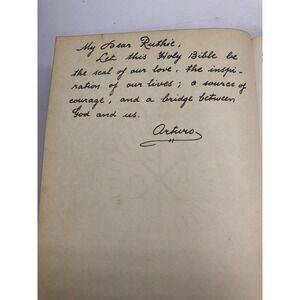 My Dear Ruthie,
Let this Holy Bible be
the seal of our love, the inspi-
ration of our lives; a source of
courage, and a bridge between
God and us.
Arturo